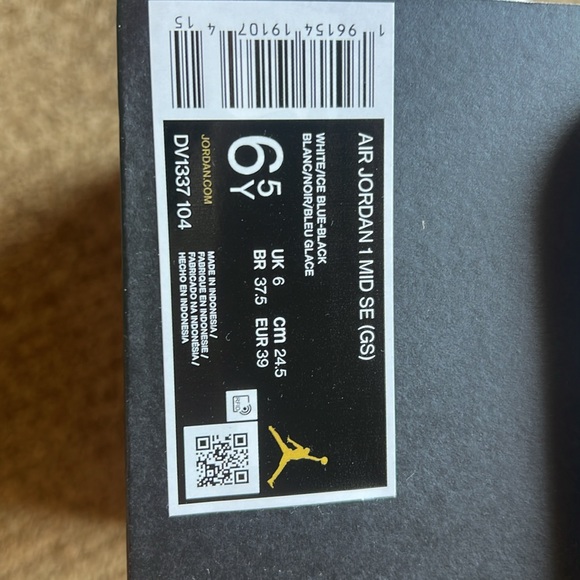 AIR JORDAN 1 MID SE (GS)
WHITE/ICE BLUE-BLACK
BLANC/NOIR/BLEU GLACE
6.5Y
UK 6 cm 24.5
BR 37.5 EUR 39
JORDAN.COM
DV1337 104
MADE IN INDONESIA /
FABRIQUE EN INDONESIE /
FABRICADO NA INDONÉSIA /
HECHO EN INDONESIA
1 96154 19107 4
15